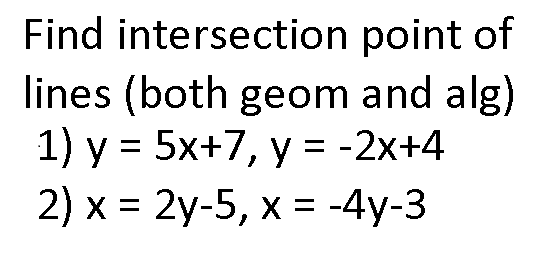 Find intersection point of
lines (both geom and alg)
1) y = 5x+7, y = -2x+4
2) x = 2y-5, x = -4y-3